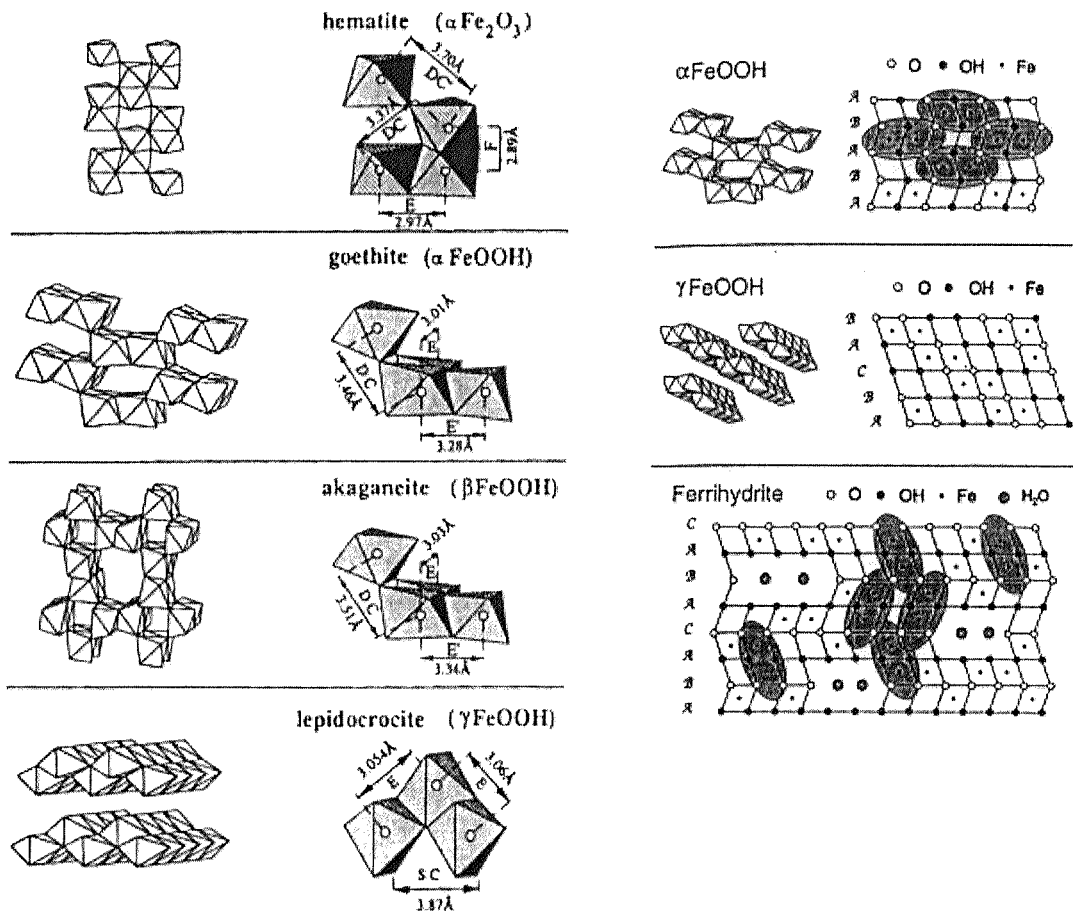 hematite (αFe₂O₃)
3.70Å
DC
3.37Å
DC
F
2.89Å
E
2.97Å
goethite (α FeOOH)
3.01Å
E
DC
3.46Å
E'
3.28Å
akaganeite (βFeOOH)
3.03Å
E
DC
3.51Å
E'
3.34Å
lepidocrocite (γFeOOH)
3.054Å
E
3.06Å
E
SC
3.87Å
αFeOOH
O OH Fe
A
B
A
B
A
γFeOOH
O OH Fe
B
A
C
B
A
Ferrihydrite O OH Fe H₂O
C
A
B
A
C
A
B
A